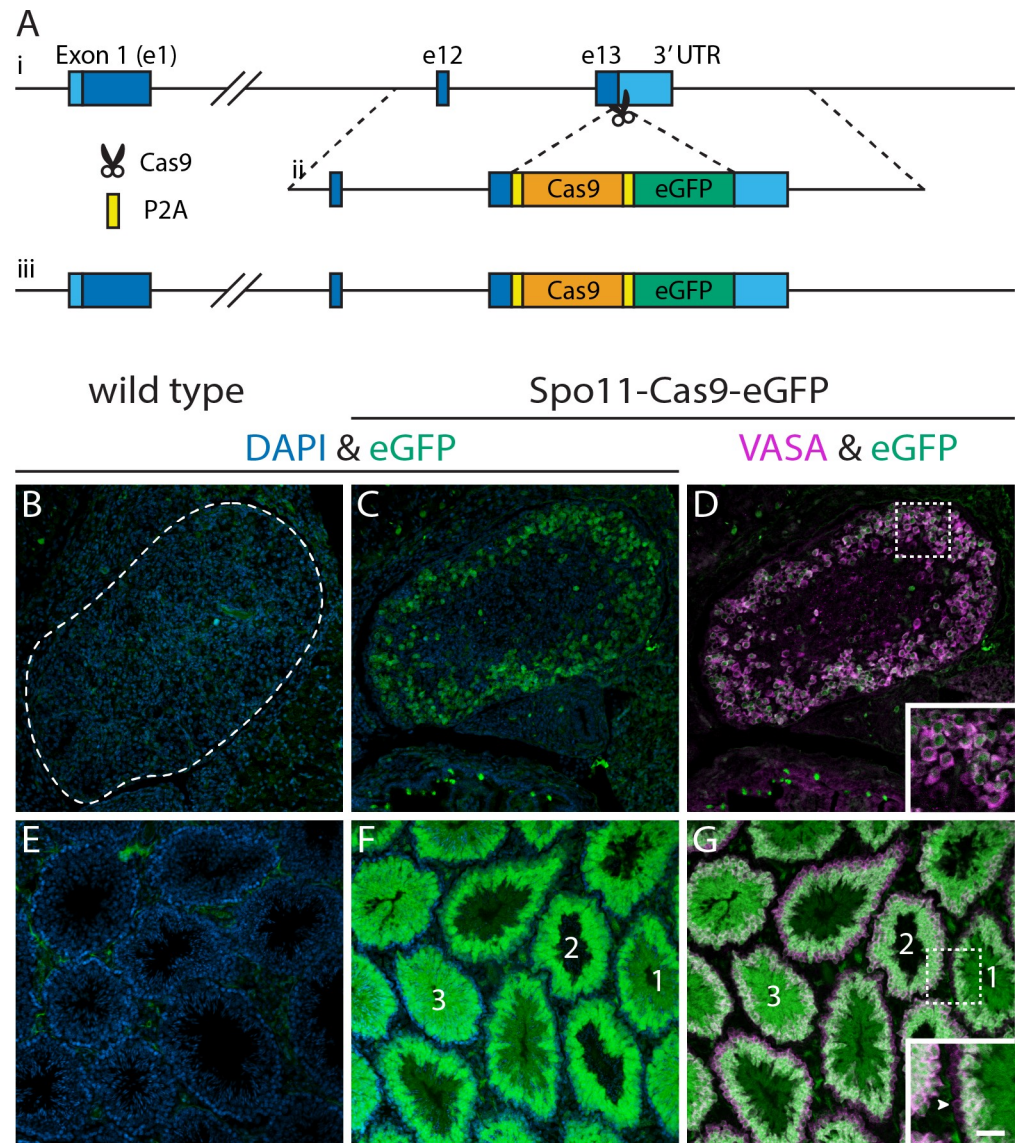 A
i
Exon 1 (e1)
e12
e13
3′ UTR
Cas9
P2A
ii
Cas9
eGFP
iii
Cas9
eGFP
wild type
Spo11-Cas9-eGFP
DAPI & eGFP
VASA & eGFP
B
C
D
E
F
2
1
3
G
2
1
3